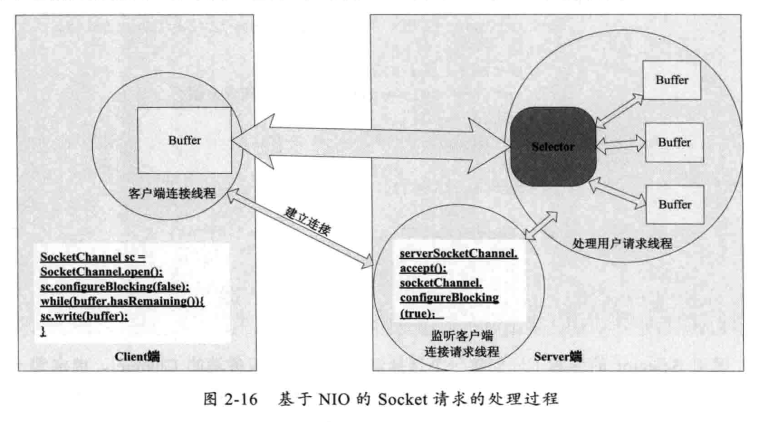 Buffer
客户端连接线程
SocketChannel sc =
SocketChannel.open();
sc.configureBlocking(false);
while(buffer.hasRemaining()){
sc.write(buffer);
}
Client端
建立连接
Selector
Buffer
Buffer
Buffer
处理用户请求线程
serverSocketChannel.
accept();
socketChannel.
configureBlocking
(true);
监听客户端
连接请求线程
Server端
图 2-16 基于 NIO 的 Socket 请求的处理过程